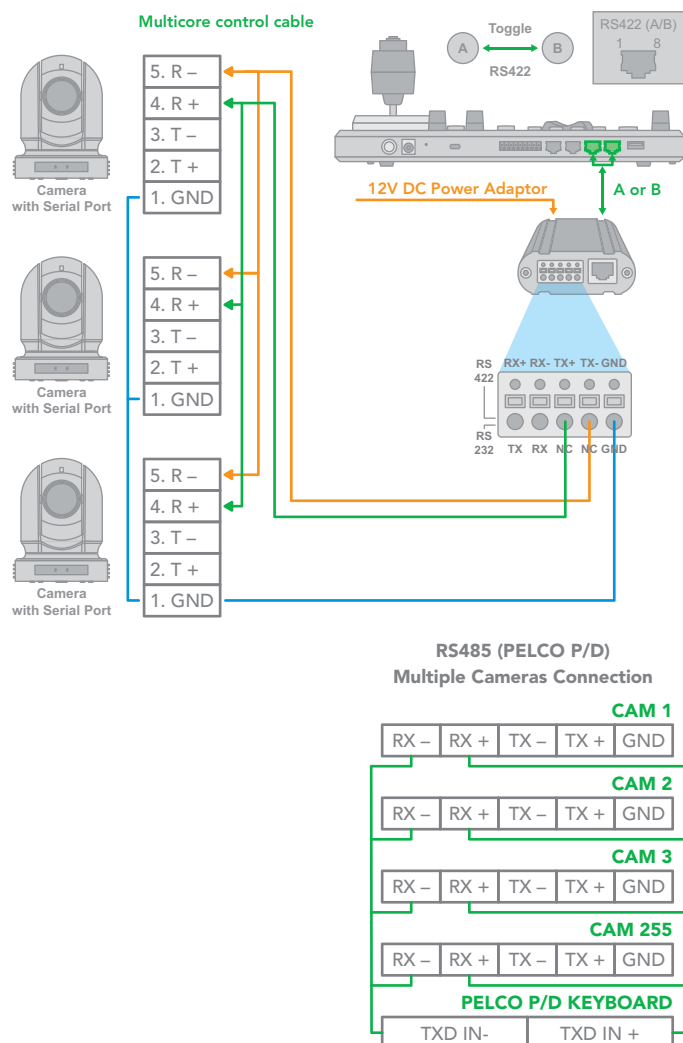 Multicore control cable
5. R –
4. R +
3. T –
2. T +
1. GND
Camera
with Serial Port
5. R –
4. R +
3. T –
2. T +
1. GND
Camera
with Serial Port
5. R –
4. R +
3. T –
2. T +
1. GND
Camera
with Serial Port
A Toggle B
RS422
RS422 (A/B)
1 8
12V DC Power Adaptor
A or B
RS 422 RX+ RX- TX+ TX- GND
RS 232 TX RX NC NC GND
RS485 (PELCO P/D)
Multiple Cameras Connection
CAM 1
RX – RX + TX – TX + GND
CAM 2
RX – RX + TX – TX + GND
CAM 3
RX – RX + TX – TX + GND
CAM 255
RX – RX + TX – TX + GND
PELCO P/D KEYBOARD
TXD IN- TXD IN +